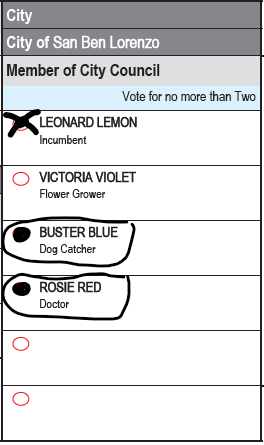 City
City of San Ben Lorenzo
Member of City Council
Vote for no more than Two
LEONARD LEMON
Incumbent
VICTORIA VIOLET
Flower Grower
BUSTER BLUE
Dog Catcher
ROSIE RED
Doctor